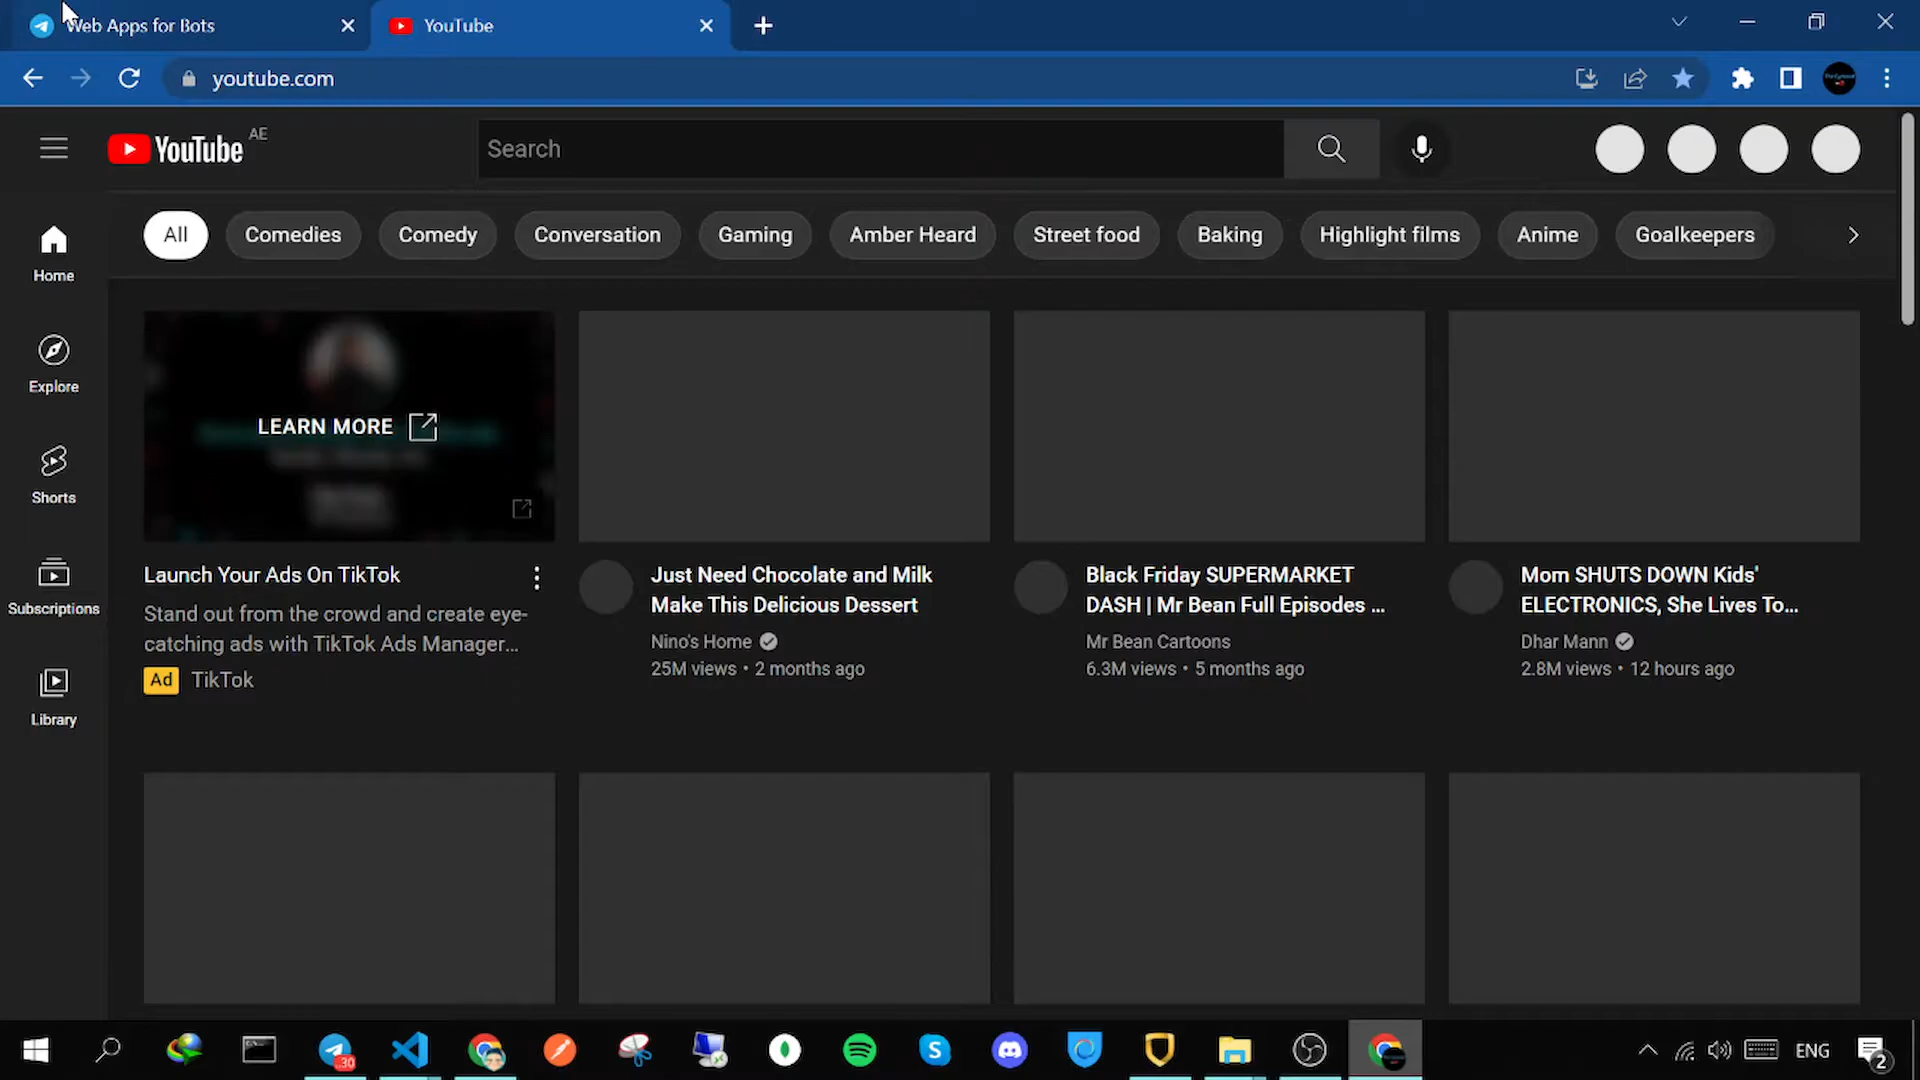 Web Apps for Bots
YouTube
youtube.com
YouTube AE
Search
All
Comedies
Comedy
Conversation
Gaming
Amber Heard
Street food
Baking
Highlight films
Anime
Goalkeepers
Home
Explore
Shorts
Subscriptions
Library
LEARN MORE
Launch Your Ads On TikTok
Stand out from the crowd and create eye-
catching ads with TikTok Ads Manager...
Ad TikTok
Just Need Chocolate and Milk
Make This Delicious Dessert
Nino's Home
25M views • 2 months ago
Black Friday SUPERMARKET
DASH | Mr Bean Full Episodes ...
Mr Bean Cartoons
6.3M views • 5 months ago
Mom SHUTS DOWN Kids'
ELECTRONICS, She Lives To...
Dhar Mann
2.8M views • 12 hours ago
30
S
ENG
2